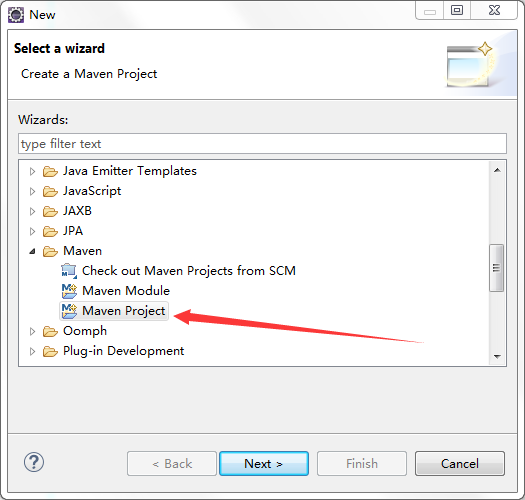 New
Select a wizard
Create a Maven Project
Wizards:
type filter text
Java Emitter Templates
JavaScript
JAXB
JPA
Maven
Check out Maven Projects from SCM
Maven Module
Maven Project
Oomph
Plug-in Development
?
< Back
Next >
Finish
Cancel